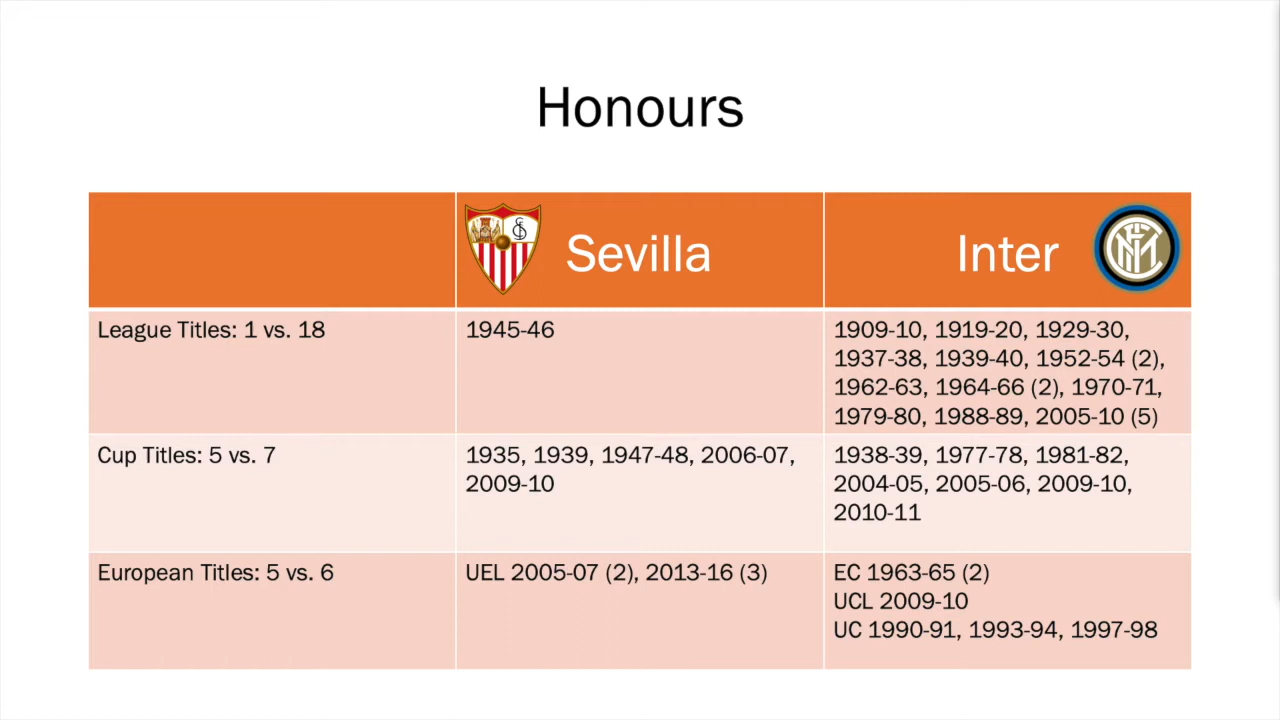 Honours
Sevilla
Inter
League Titles: 1 vs. 18
1945-46
1909-10, 1919-20, 1929-30,
1937-38, 1939-40, 1952-54 (2),
1962-63, 1964-66 (2), 1970-71,
1979-80, 1988-89, 2005-10 (5)
Cup Titles: 5 vs. 7
1935, 1939, 1947-48, 2006-07,
2009-10
1938-39, 1977-78, 1981-82,
2004-05, 2005-06, 2009-10,
2010-11
European Titles: 5 vs. 6
UEL 2005-07 (2), 2013-16 (3)
EC 1963-65 (2)
UCL 2009-10
UC 1990-91, 1993-94, 1997-98